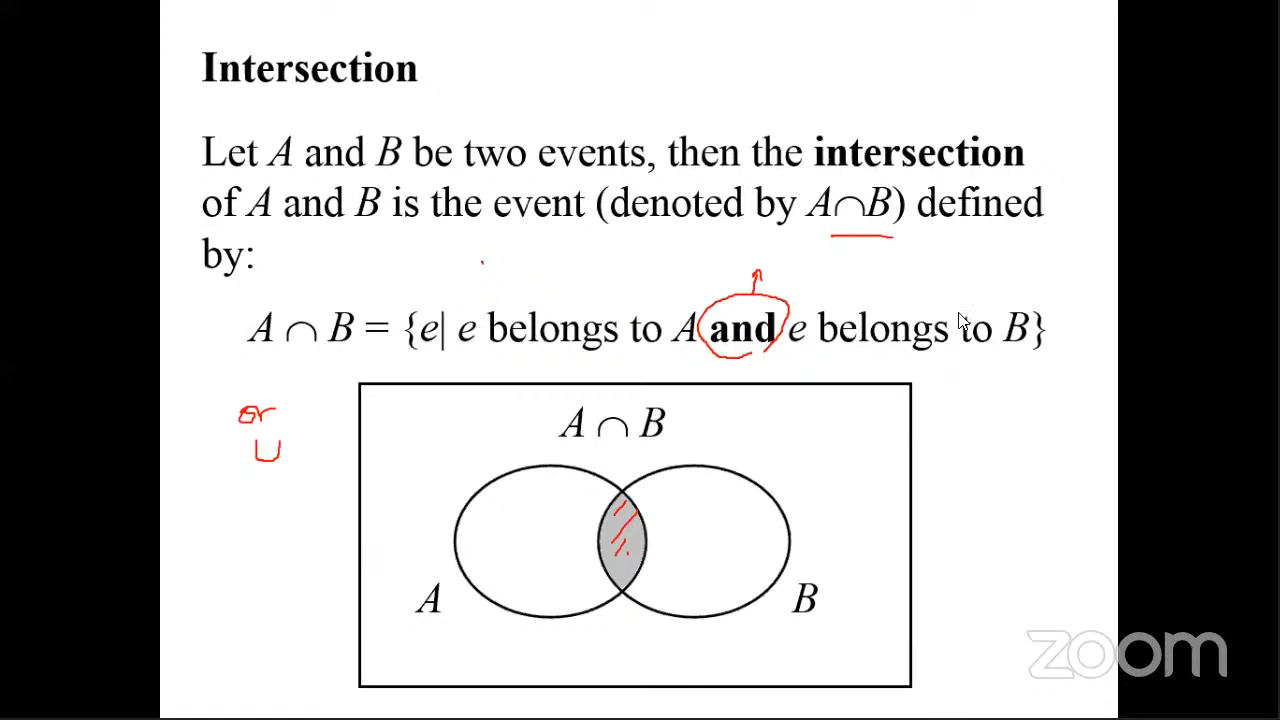 Intersection
Let A and B be two events, then the intersection
of A and B is the event (denoted by A∩B) defined
by:
A ∩ B = {e| e belongs to A and e belongs to B}
or
∪
A ∩ B
A
B
zoom